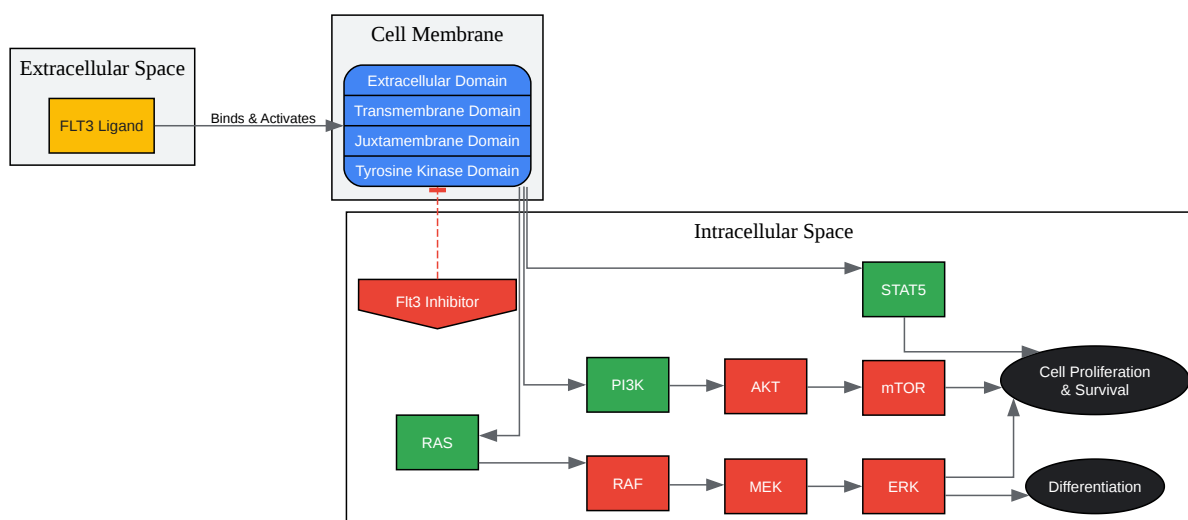 Cell Membrane
Extracellular Space
Extracellular Domain
Transmembrane Domain
Juxtamembrane Domain
Tyrosine Kinase Domain
FLT3 Ligand
Binds & Activates
Intracellular Space
STAT5
Flt3 Inhibitor
PI3K
AKT
mTOR
Cell Proliferation
& Survival
RAS
RAF
MEK
ERK
Differentiation